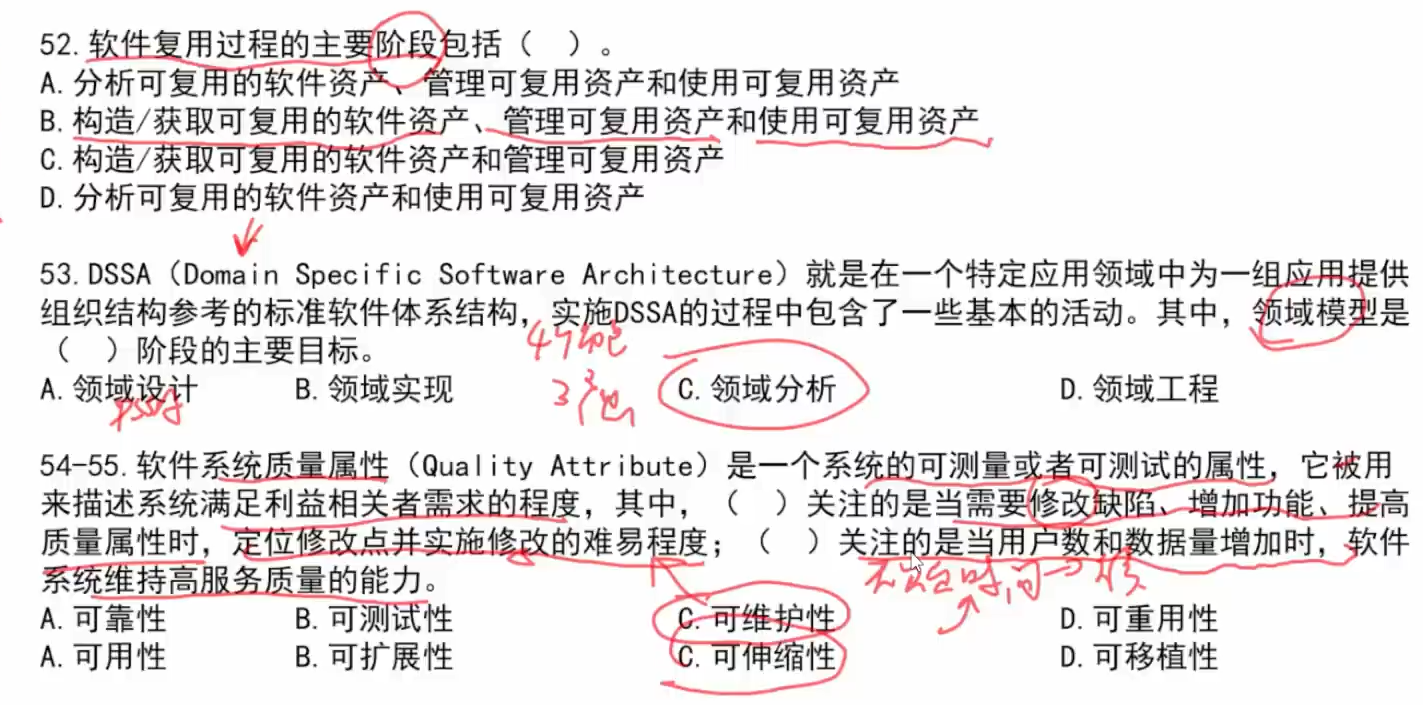 52.软件复用过程的主要阶段包括（ ）。
A.分析可复用的软件资产、管理可复用资产和使用可复用资产
B.构造/获取可复用的软件资产、管理可复用资产和使用可复用资产
C.构造/获取可复用的软件资产和管理可复用资产
D.分析可复用的软件资产和使用可复用资产
53.DSSA（Domain Specific Software Architecture）就是在一个特定应用领域中为一组应用提供
组织结构参考的标准软件体系结构，实施DSSA的过程中包含了一些基本的活动。其中，领域模型是
（ ）阶段的主要目标。
A.领域设计 B.领域实现 C.领域分析 D.领域工程
54-55.软件系统质量属性（Quality Attribute）是一个系统的可测量或者可测试的属性，它被用
来描述系统满足利益相关者需求的程度，其中，（ ）关注的是当需要修改缺陷、增加功能、提高
质量属性时，定位修改点并实施修改的难易程度；（ ）关注的是当用户数和数据量增加时，软件
系统维持高服务质量的能力。
A.可靠性 B.可测试性 C.可维护性 D.可重用性
A.可用性 B.可扩展性 C.可伸缩性 D.可移植性